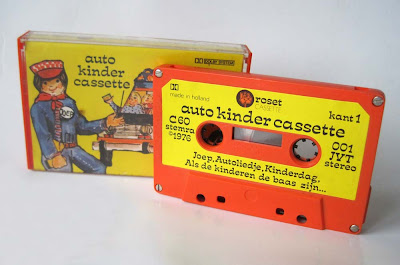 auto
kinder
cassette
JOEP
made in holland
roset
CASSETTE
kant 1
auto kinder cassette
C60
stemra
©1976
001
JVT
stereo
Joep, Autoliedje, Kinderdag,
Als de kinderen de baas zijn...